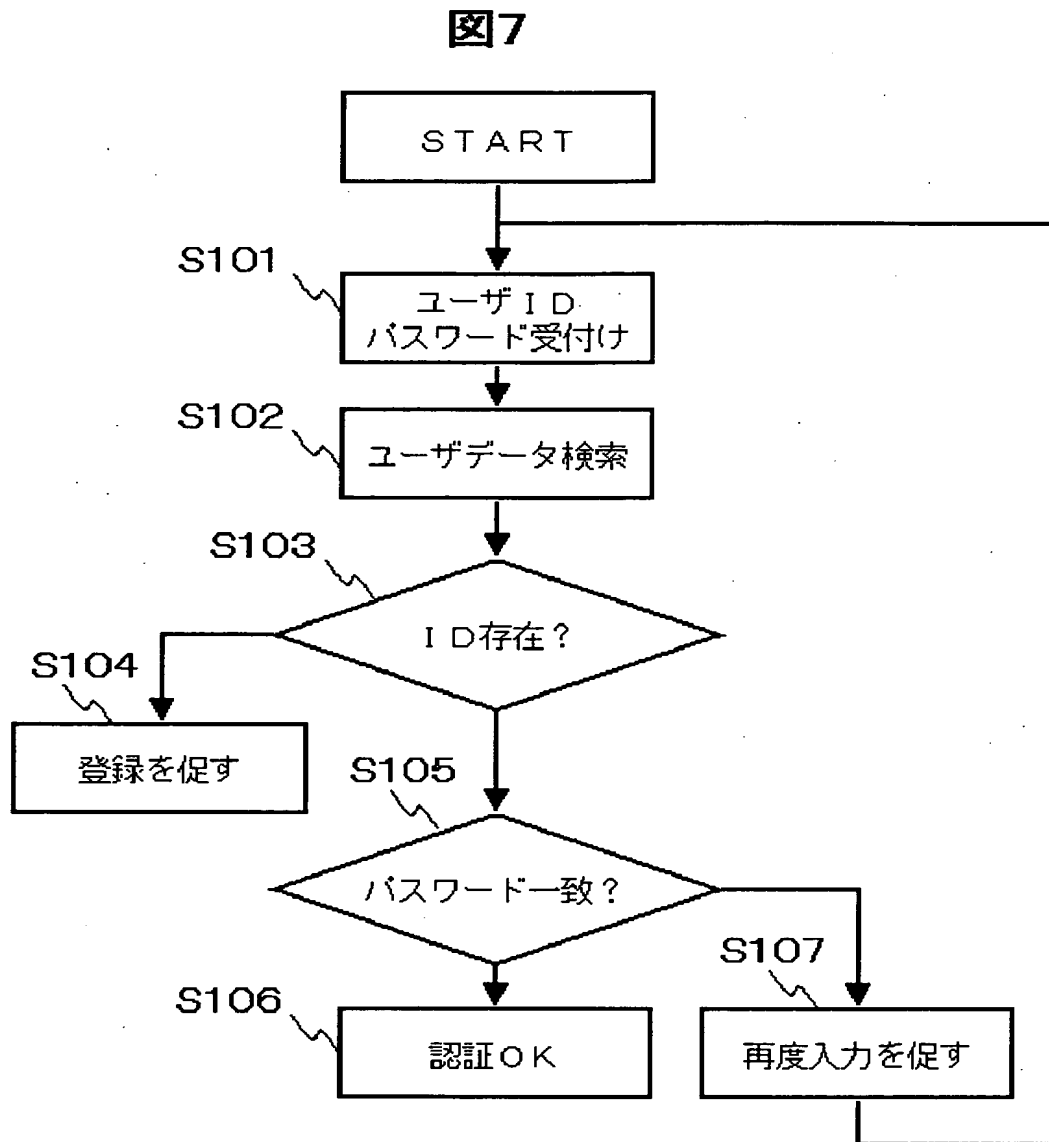 図7
ＳＴＡＲＴ
S101
ユーザＩＤ
パスワード受付け
S102
ユーザデータ検索
S103
ＩＤ存在？
S104
登録を促す
S105
パスワード一致？
S106
認証ＯＫ
S107
再度入力を促す